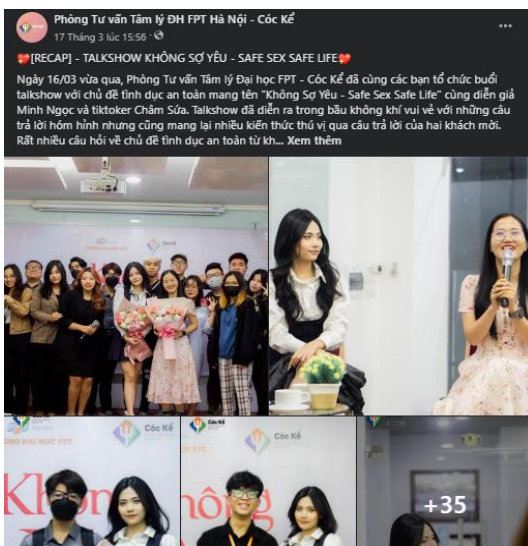 Phòng Tư vấn Tâm lý ĐH FPT Hà Nội - Cóc Kể
17 Tháng 3 lúc 15:56 ·
💖[RECAP] - TALKSHOW KHÔNG SỢ YÊU - SAFE SEX SAFE LIFE💖
Ngày 16/03 vừa qua, Phòng Tư vấn Tâm lý Đại học FPT - Cóc Kể đã cùng các bạn tổ chức buổi
talkshow với chủ đề tình dục an toàn mang tên "Không Sợ Yêu - Safe Sex Safe Life" cùng diễn giả
Minh Ngọc và tiktoker Châm Sứa. Talkshow đã diễn ra trong bầu không khí vui vẻ với những câu
trả lời hóm hỉnh nhưng cũng mang lại nhiều kiến thức thú vị qua câu trả lời của hai khách mời.
Rất nhiều câu hỏi về chủ đề tình dục an toàn từ kh... Xem thêm
Cóc Kể
Cóc Kể
ĐẠI HỌC FPT
Khôn
hông
+35